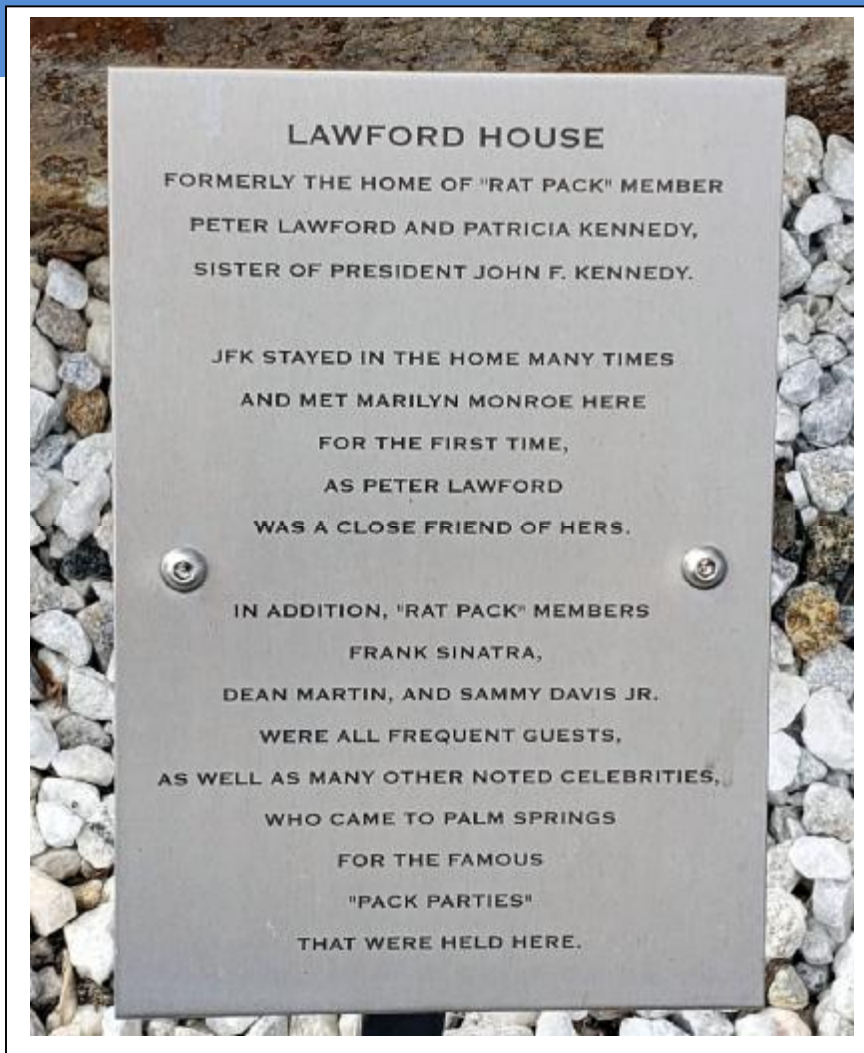 LAWFORD HOUSE
FORMERLY THE HOME OF "RAT PACK" MEMBER
PETER LAWFORD AND PATRICIA KENNEDY,
SISTER OF PRESIDENT JOHN F. KENNEDY.
JFK STAYED IN THE HOME MANY TIMES
AND MET MARILYN MONROE HERE
FOR THE FIRST TIME,
AS PETER LAWFORD
WAS A CLOSE FRIEND OF HERS.
IN ADDITION, "RAT PACK" MEMBERS
FRANK SINATRA,
DEAN MARTIN, AND SAMMY DAVIS JR.
WERE ALL FREQUENT GUESTS,
AS WELL AS MANY OTHER NOTED CELEBRITIES,
WHO CAME TO PALM SPRINGS
FOR THE FAMOUS
"PACK PARTIES"
THAT WERE HELD HERE.